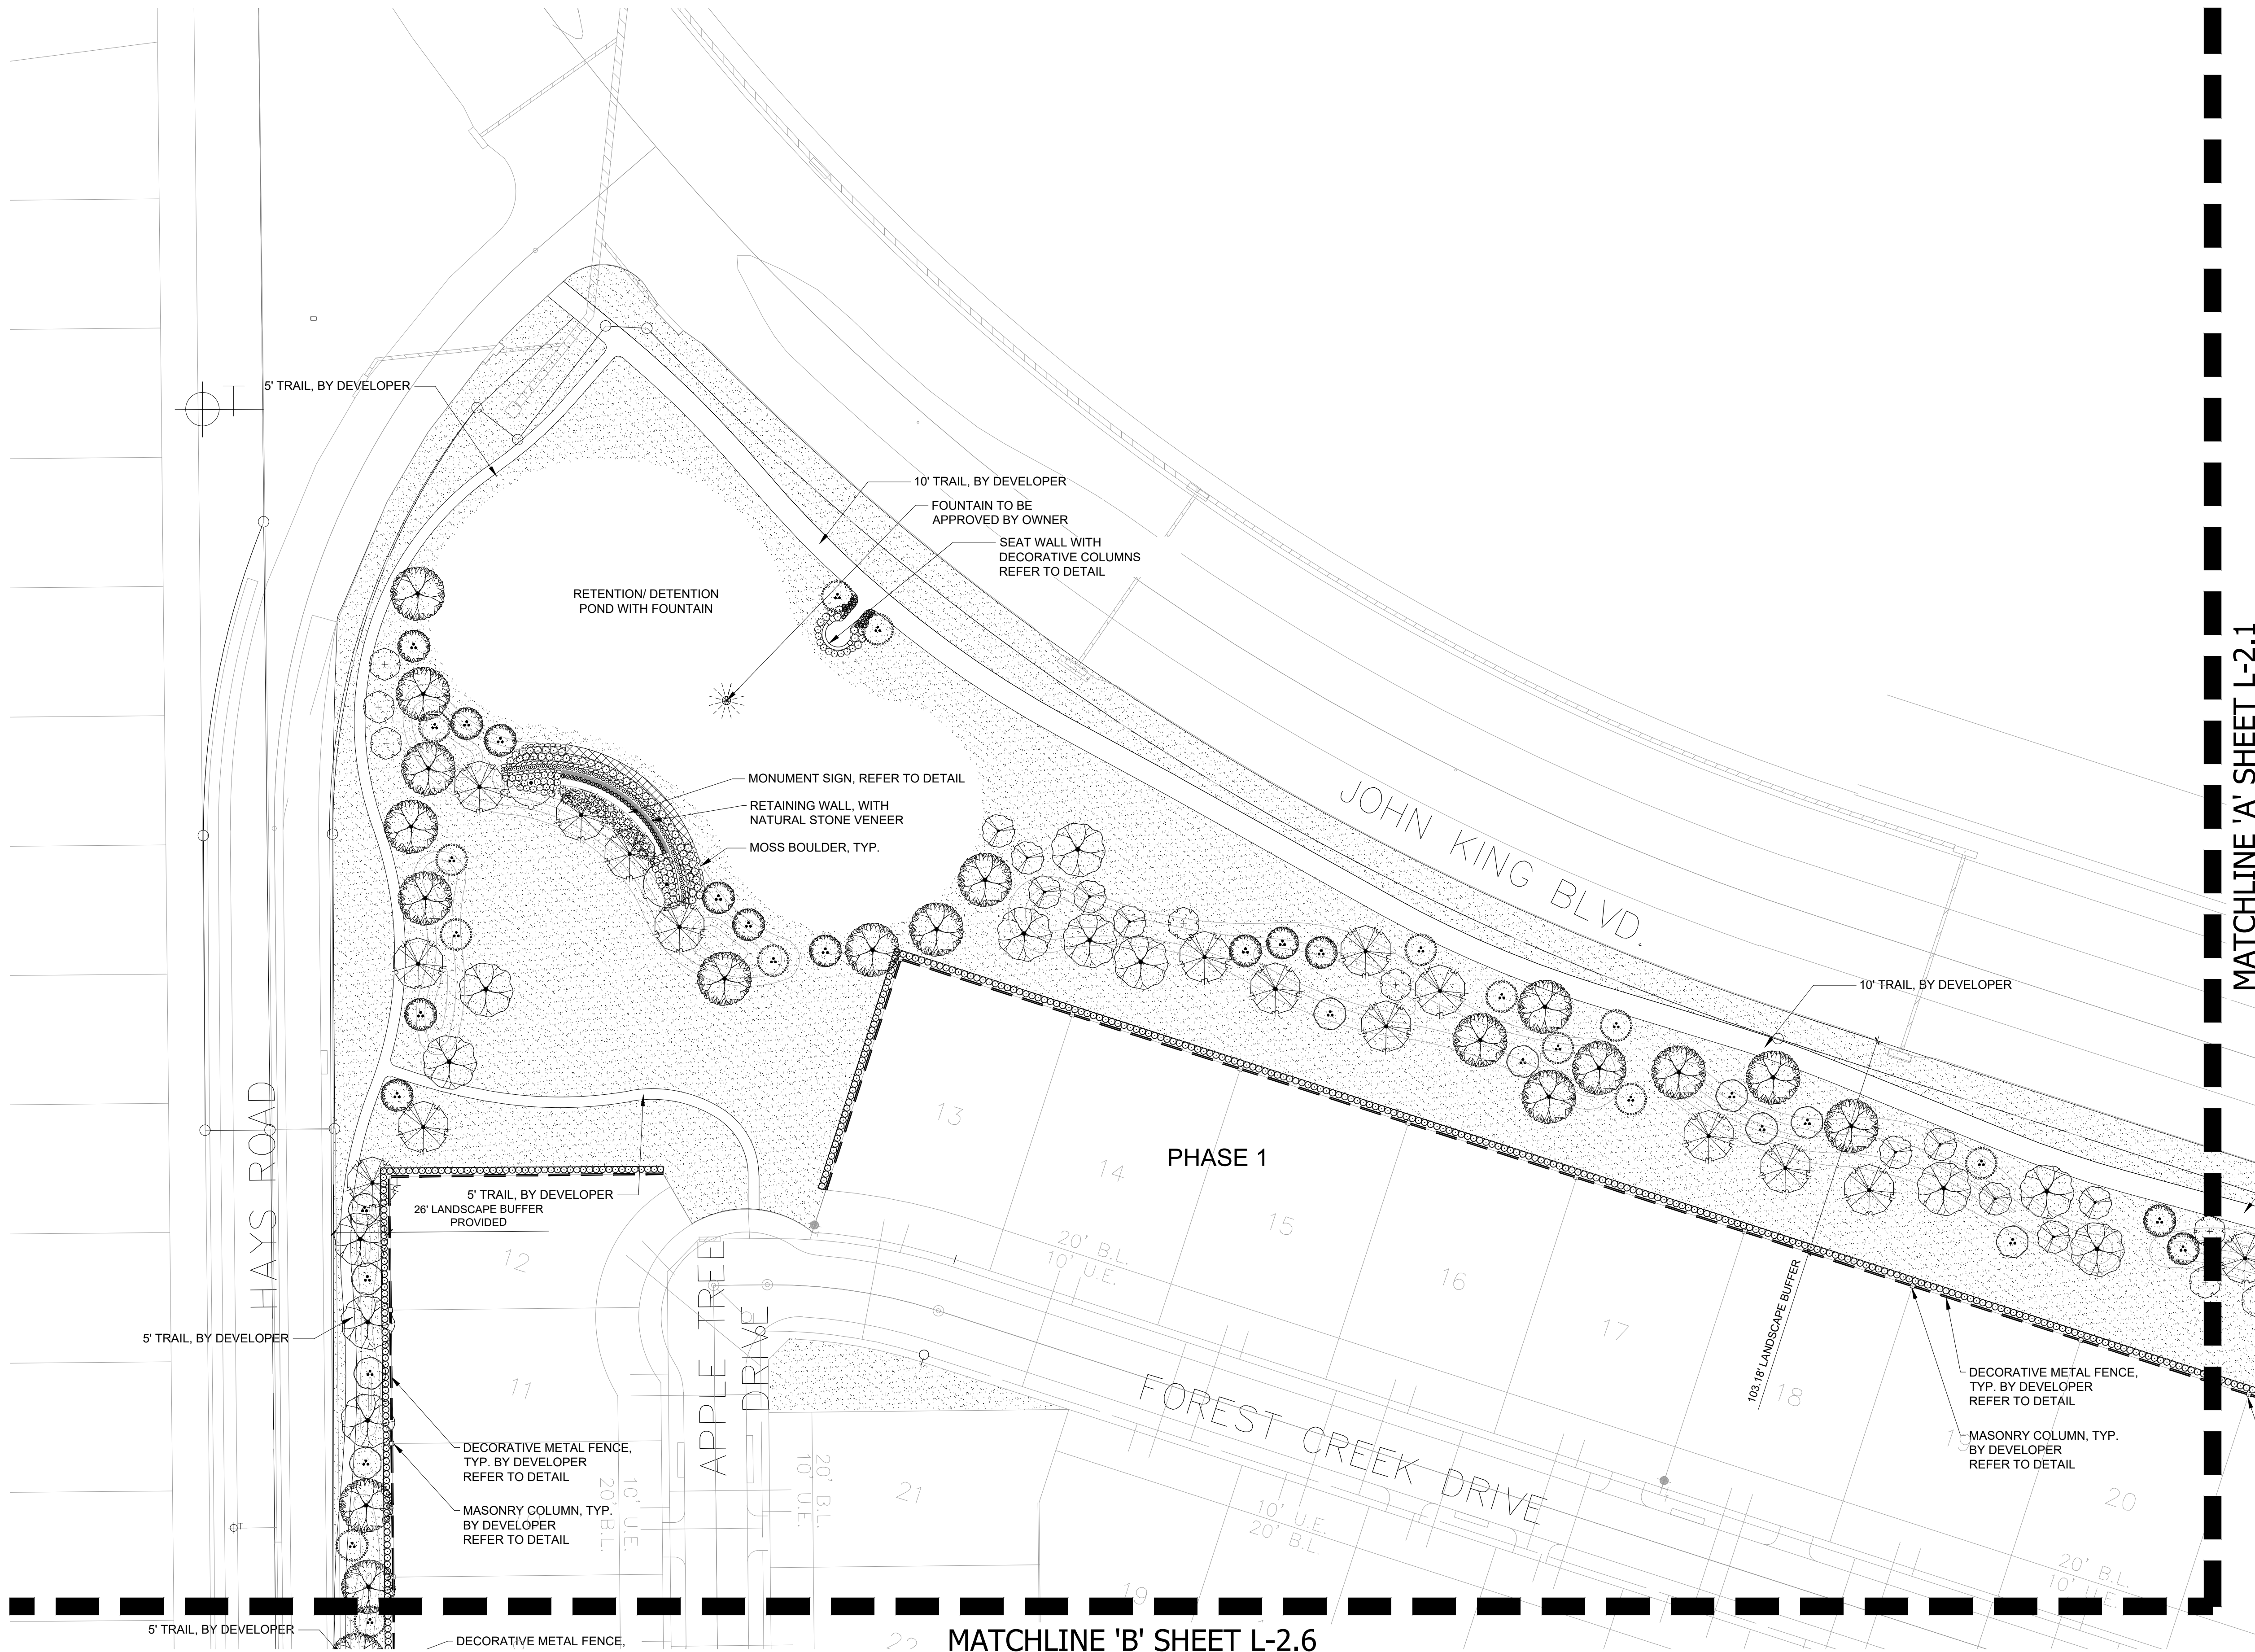 5' TRAIL, BY DEVELOPER
10' TRAIL, BY DEVELOPER
FOUNTAIN TO BE
APPROVED BY OWNER
SEAT WALL WITH
DECORATIVE COLUMNS
REFER TO DETAIL
RETENTION/ DETENTION
POND WITH FOUNTAIN
MONUMENT SIGN, REFER TO DETAIL
RETAINING WALL, WITH
NATURAL STONE VENEER
MOSS BOULDER, TYP.
JOHN KING BLVD.
MATCHLINE 'A' SHEET L-2.1
10' TRAIL, BY DEVELOPER
HAYS ROAD
PHASE 1
13
14
15
16
17
18
19
20
5' TRAIL, BY DEVELOPER
26' LANDSCAPE BUFFER
PROVIDED
12
11
20' B.L.
10' U.E.
103.18' LANDSCAPE BUFFER
5' TRAIL, BY DEVELOPER
APPLE TREE
DRIVE
FOREST CREEK DRIVE
DECORATIVE METAL FENCE,
TYP. BY DEVELOPER
REFER TO DETAIL
MASONRY COLUMN, TYP.
BY DEVELOPER
REFER TO DETAIL
DECORATIVE METAL FENCE,
TYP. BY DEVELOPER
REFER TO DETAIL
MASONRY COLUMN, TYP.
BY DEVELOPER
REFER TO DETAIL
10' U.E.
20' B.L
20' B.L.
10' U.E.
21
10' U.E.
20' B.L.
20' B.L.
10' U.E.
19
22
T
5' TRAIL, BY DEVELOPER
DECORATIVE METAL FENCE,
MATCHLINE 'B' SHEET L-2.6